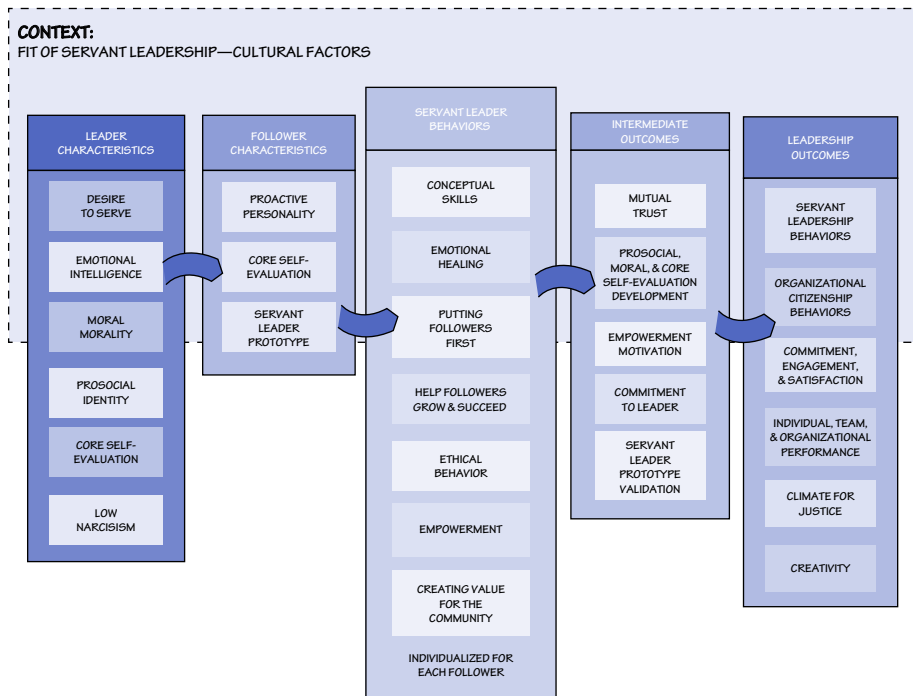 CONTEXT:
FIT OF SERVANT LEADERSHIP—CULTURAL FACTORS
LEADER
CHARACTERISTICS
DESIRE
TO SERVE
EMOTIONAL
INTELLIGENCE
MORAL
MORALITY
PROSOCIAL
IDENTITY
CORE SELF-
EVALUATION
LOW
NARCISISM
FOLLOWER
CHARACTERISTICS
PROACTIVE
PERSONALITY
CORE SELF-
EVALUATION
SERVANT
LEADER
PROTOTYPE
SERVANT LEADER
BEHAVIORS
CONCEPTUAL
SKILLS
EMOTIONAL
HEALING
PUTTING
FOLLOWERS
FIRST
HELP FOLLOWERS
GROW & SUCCEED
ETHICAL
BEHAVIOR
EMPOWERMENT
CREATING VALUE
FOR THE
COMMUNITY
INDIVIDUALIZED FOR
EACH FOLLOWER
INTERMEDIATE
OUTCOMES
MUTUAL
TRUST
PROSOCIAL,
MORAL, & CORE
SELF-EVALUATION
DEVELOPMENT
EMPOWERMENT
MOTIVATION
COMMITMENT
TO LEADER
SERVANT
LEADER
PROTOTYPE
VALIDATION
LEADERSHIP
OUTCOMES
SERVANT
LEADERSHIP
BEHAVIORS
ORGANIZATIONAL
CITIZENSHIP
BEHAVIORS
COMMITMENT,
ENGAGEMENT,
& SATISFACTION
INDIVIDUAL, TEAM,
& ORGANIZATIONAL
PERFORMANCE
CLIMATE FOR
JUSTICE
CREATIVITY